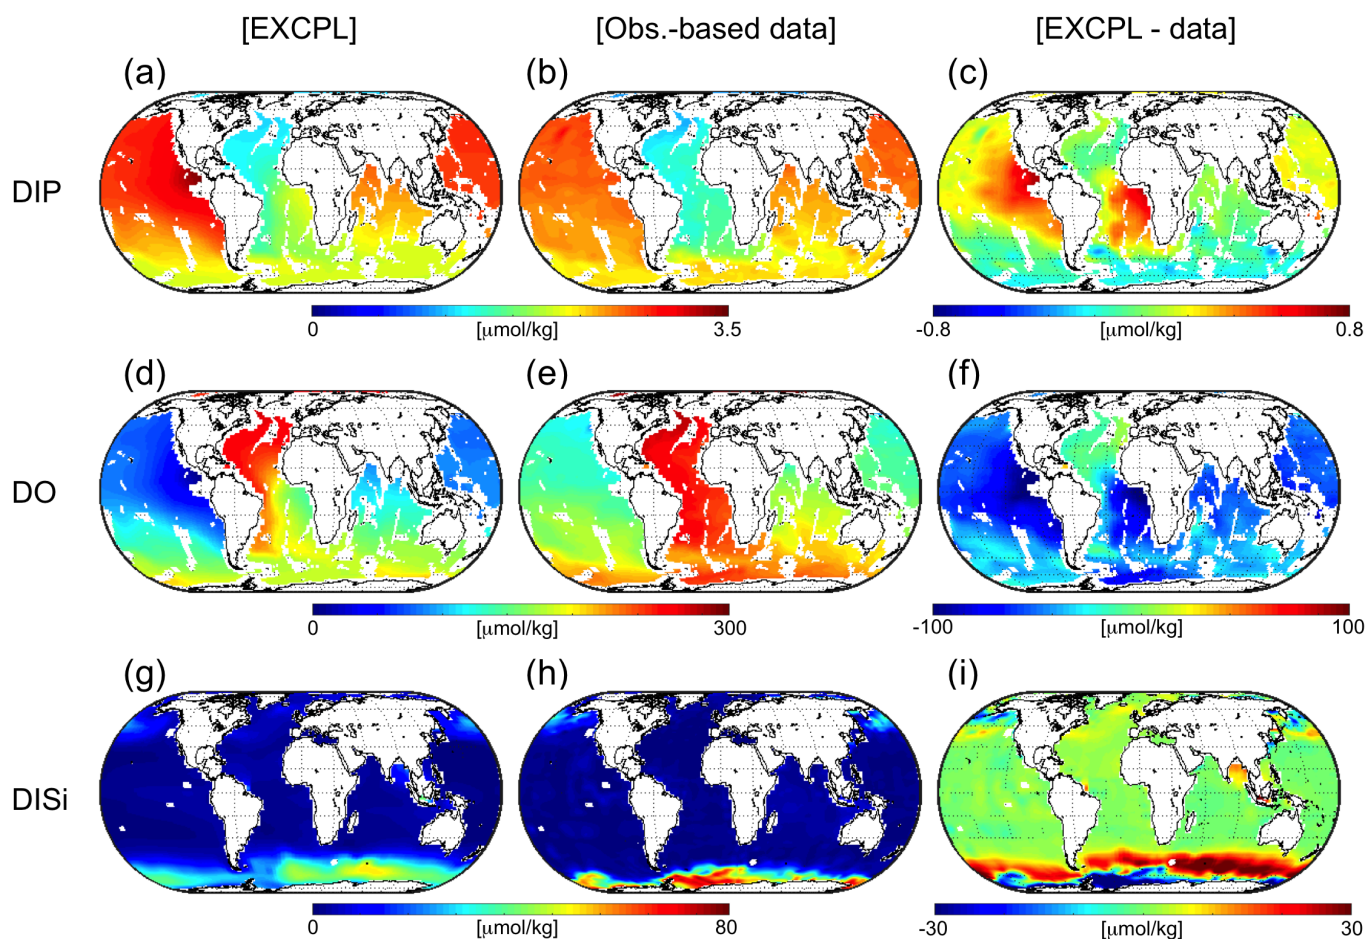 [EXCPL] [Obs.-based data] [EXCPL - data]
(a) (b) (c)
DIP
0 [μmol/kg] 3.5 -0.8 [μmol/kg] 0.8
(d) (e) (f)
DO
0 [μmol/kg] 300 -100 [μmol/kg] 100
(g) (h) (i)
DISi
0 [μmol/kg] 80 -30 [μmol/kg] 30